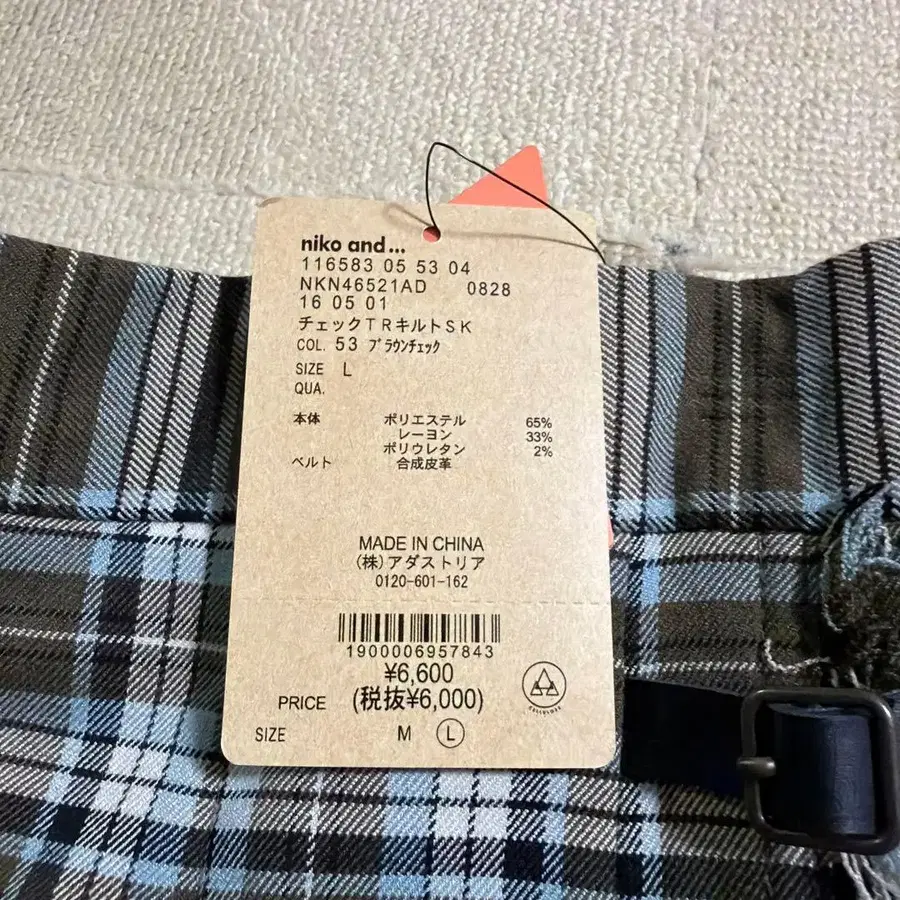 niko and...
116583 05 53 04
NKN46521AD 0828
16 05 01
チェックTRキルトSK
COL. 53 ブラウンチェック
SIZE L
QUA.
本体 ポリエステル 65%
レーヨン 33%
ポリウレタン 2%
ベルト 合成皮革
MADE IN CHINA
(株)アダストリア
0120-601-162
1900006957843
¥6,600
PRICE (税抜¥6,000)
CELLULOSE
SIZE M L